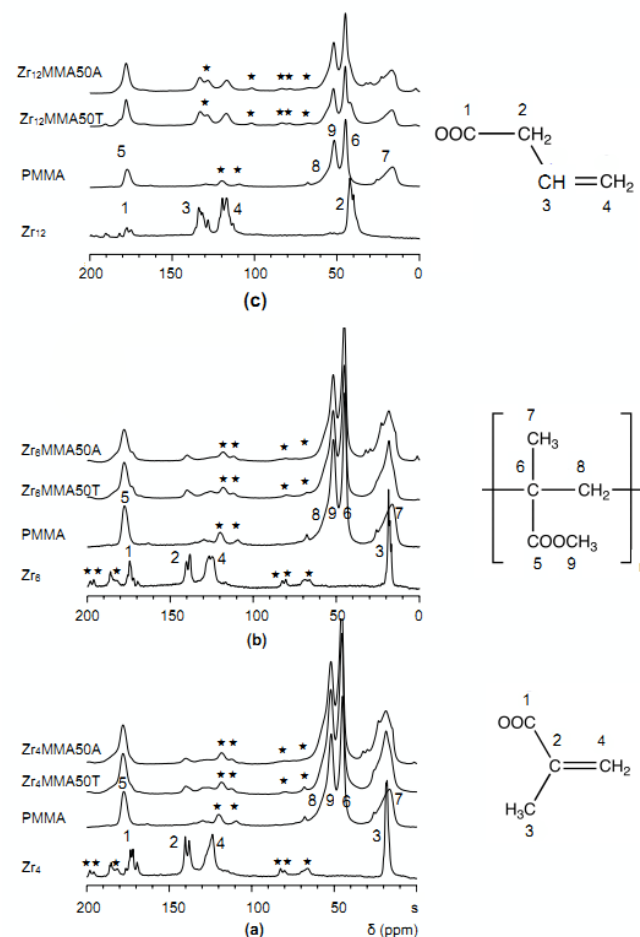 Zr₁₂MMA50A
★
★
★★
★
Zr₁₂MMA50T
★
★
★★
★
PMMA
5
★ ★
8
9
6
7
Zr₁₂
1
3
4
2
200
150
100
50
0
(c)
1
OOC
2
CH₂
CH
3
CH₂
4
Zr₆MMA50A
★ ★
★
★
Zr₆MMA50T
★ ★
★
★
5
PMMA
★ ★
8
9
6
7
Zr₆
★★
★
1
2
4
★★
★
3
200
150
100
50
0
(b)
7
CH₃
6
8
C
CH₂
COOCH₃
5
9
Zr₄MMA50A
★★
★
★
Zr₄MMA50T
★★
★
★
5
PMMA
★ ★
8
9
6
7
Zr₄
★★
★
1
2
4
★★
★
3
200
150
100
50
s
(a)
δ (ppm)
1
OOC
2
4
C
CH₂
H₃C
3